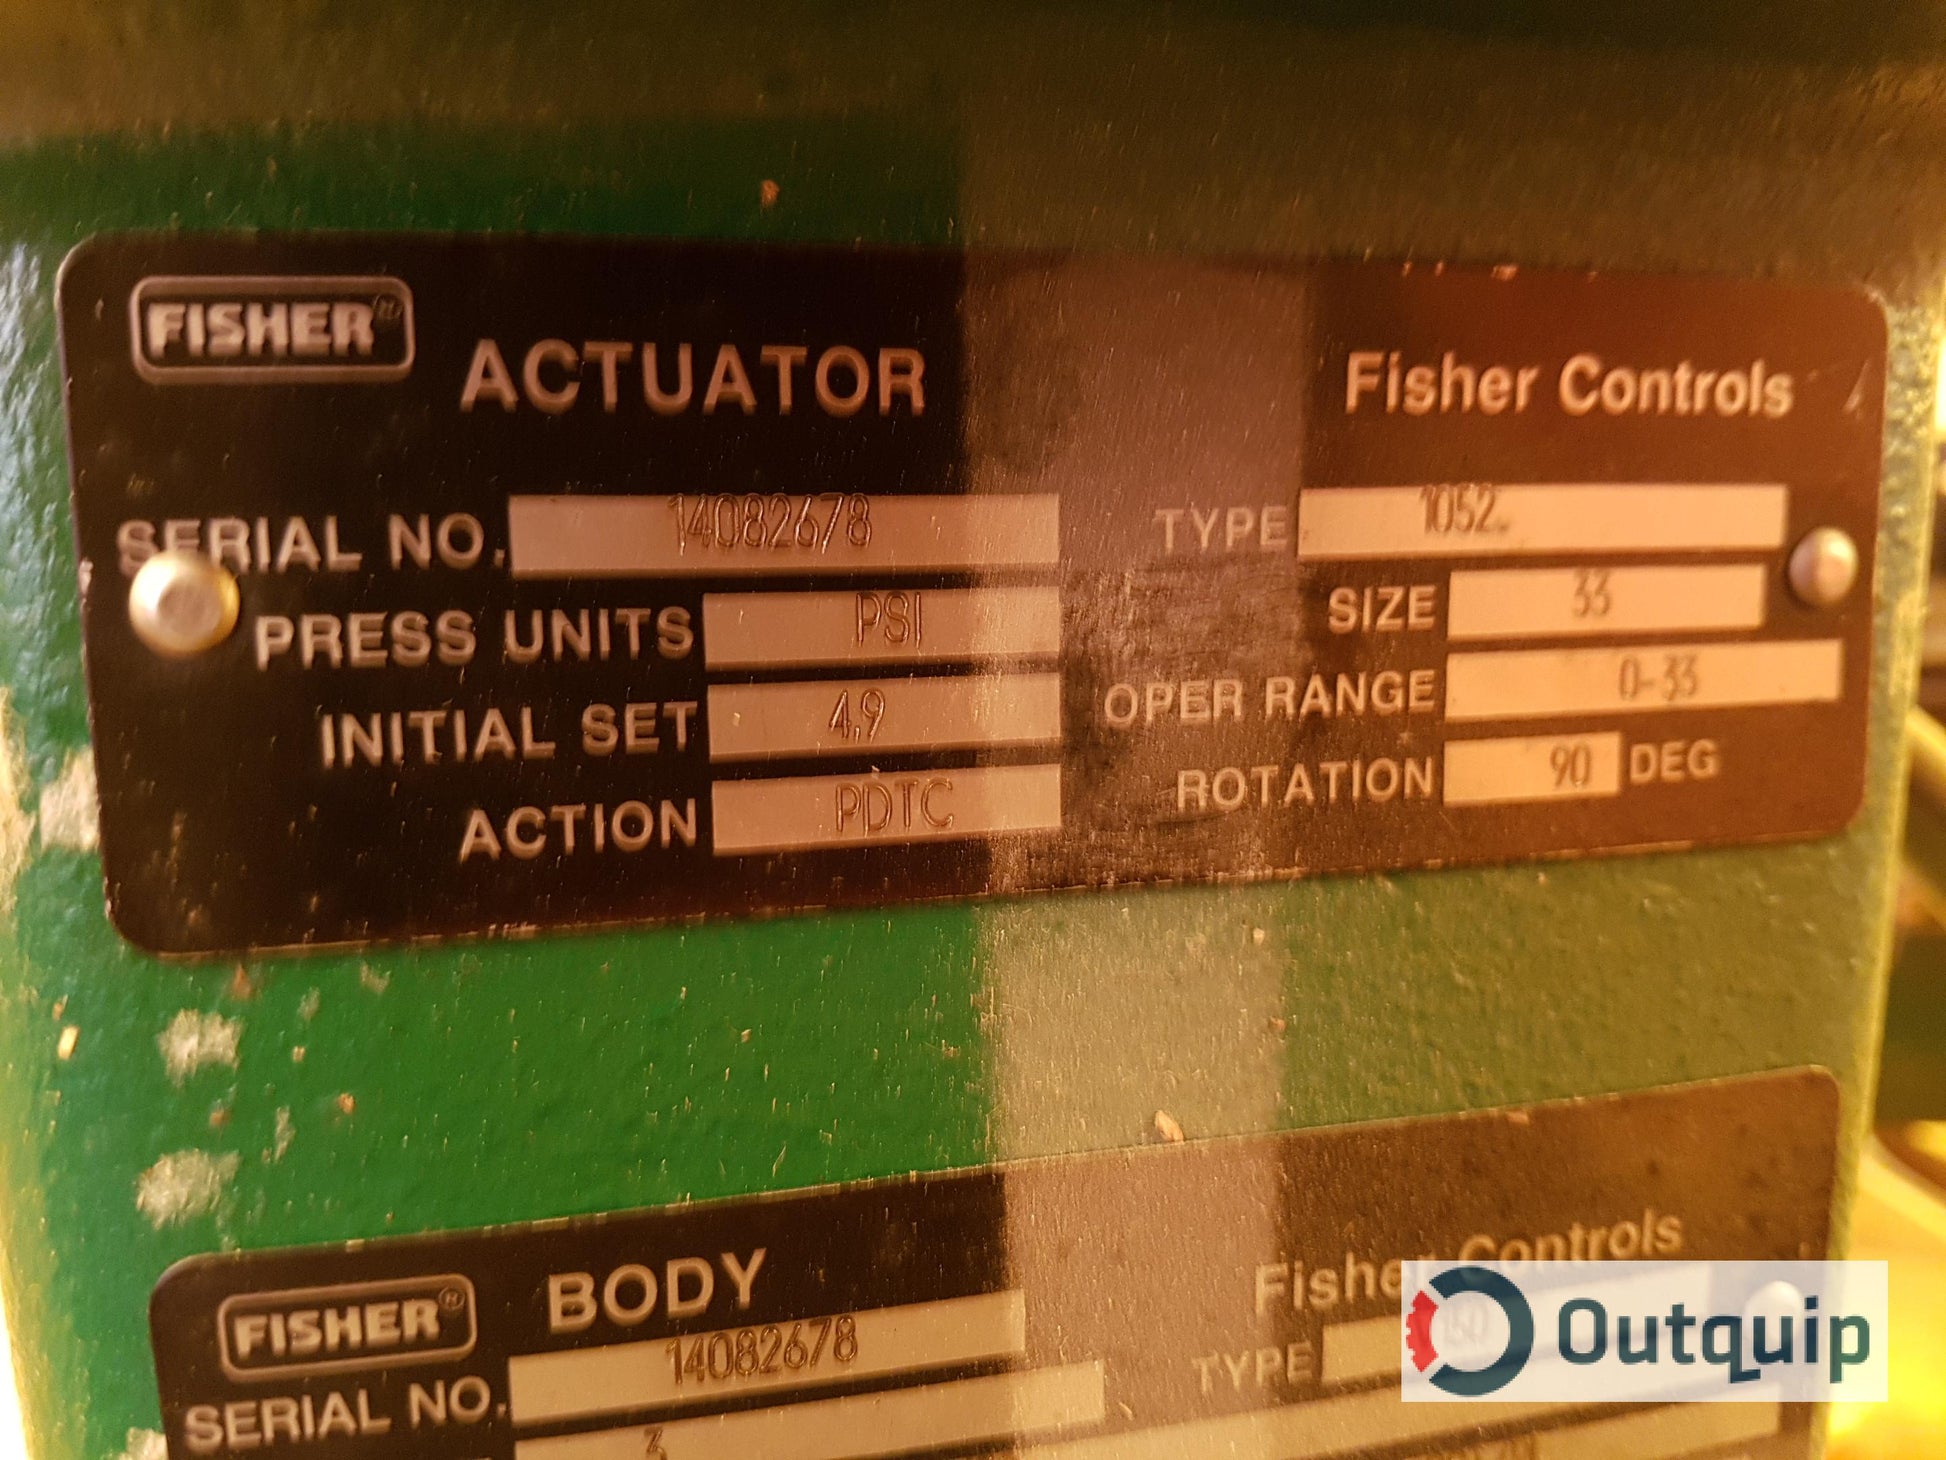 FISHER®
ACTUATOR
Fisher Controls
SERIAL NO. 14082678
TYPE 1052
PRESS UNITS PSI
SIZE 33
INITIAL SET 4,9
OPER RANGE 0-33
ACTION PDTC
ROTATION 90 DEG
FISHER®
BODY
Fisher Controls
SERIAL NO. 14082678
TYPE
3
Outquip